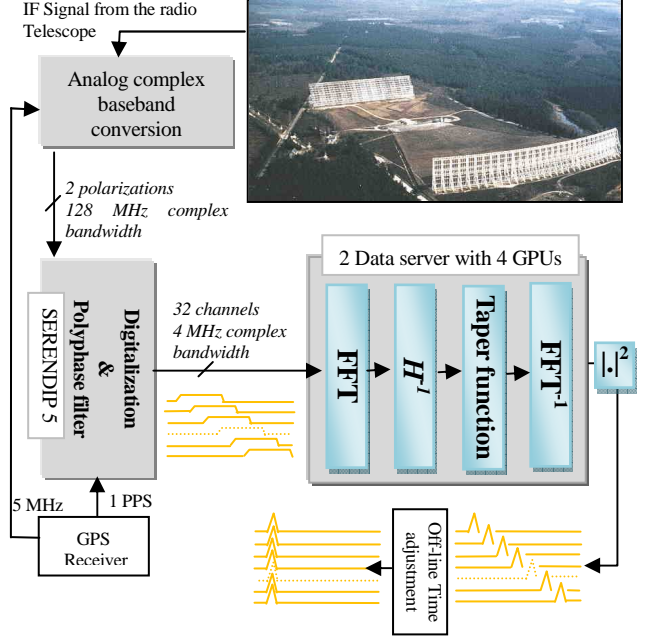 IF Signal from the radio
Telescope
Analog complex
baseband
conversion
2 polarizations
128 MHz complex
bandwidth
2 Data server with 4 GPUs
SERENDIP 5
Digitalization
&
Polyphase filter
32 channels
4 MHz complex
bandwidth
FFT
H⁻¹
Taper function
FFT⁻¹
|•|²
5 MHz
1 PPS
GPS
Receiver
Off-line Time
adjustment